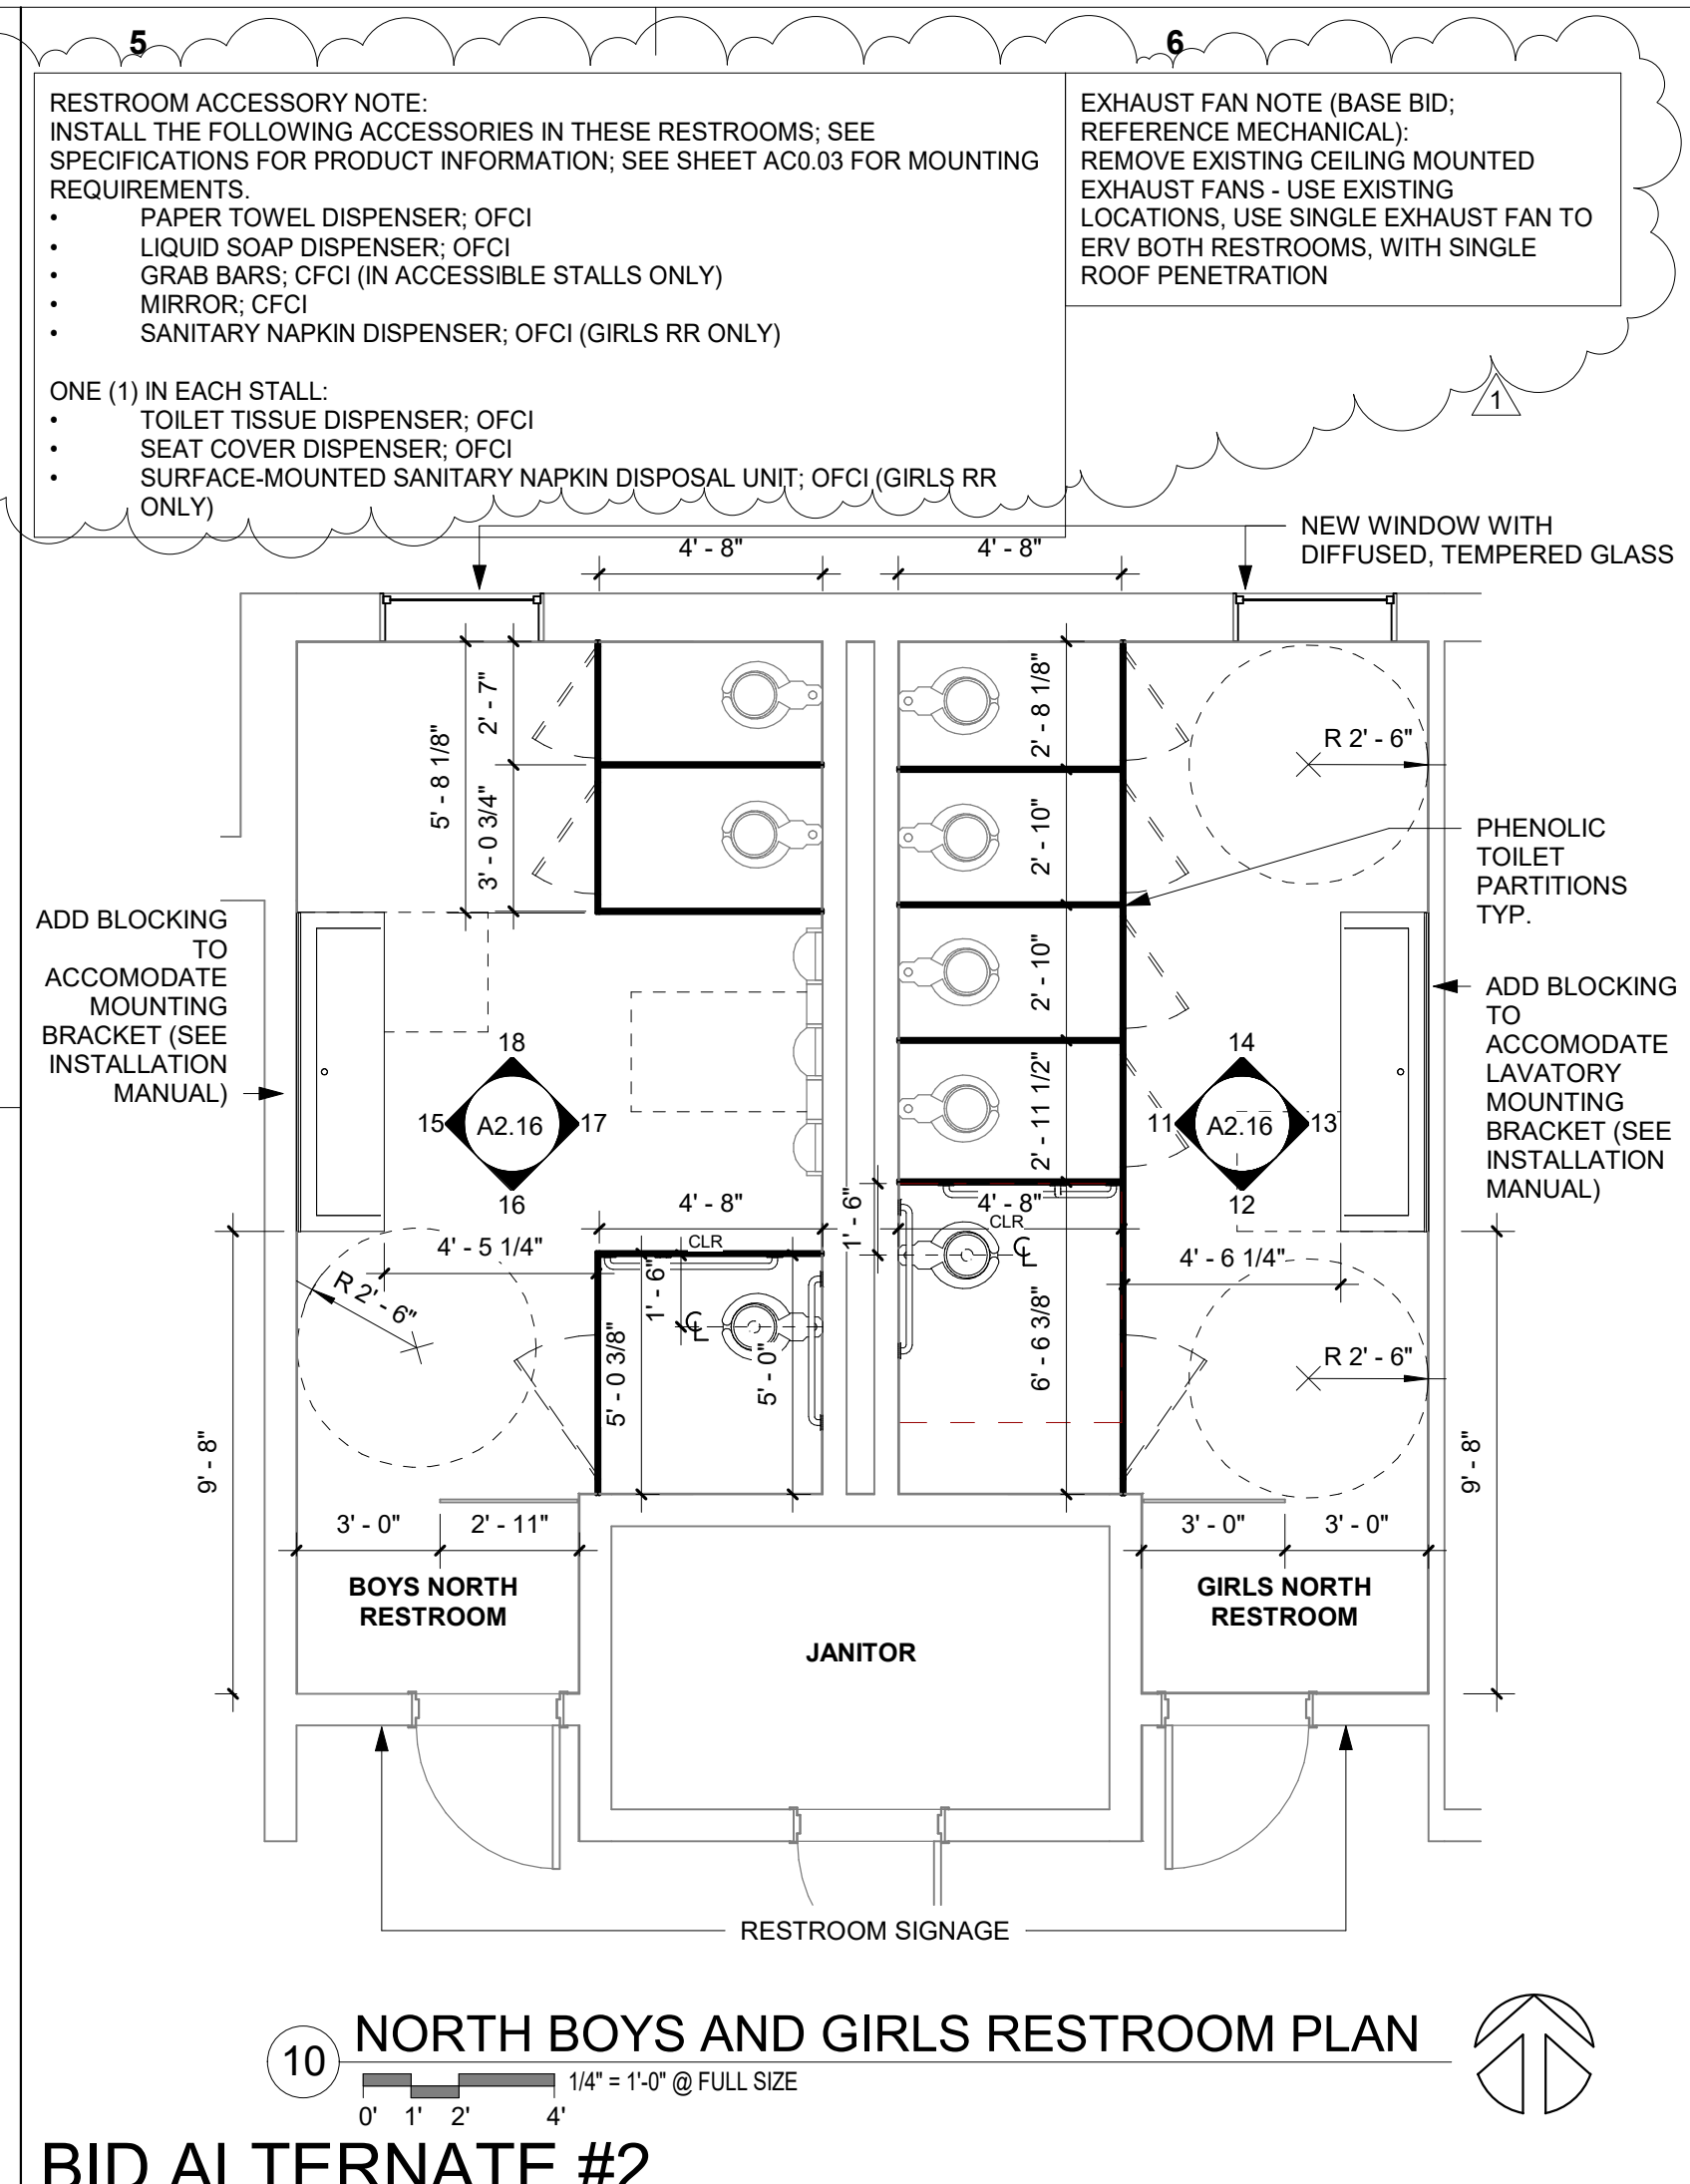 5
6
RESTROOM ACCESSORY NOTE:
INSTALL THE FOLLOWING ACCESSORIES IN THESE RESTROOMS; SEE
SPECIFICATIONS FOR PRODUCT INFORMATION; SEE SHEET AC0.03 FOR MOUNTING
REQUIREMENTS.
• PAPER TOWEL DISPENSER; OFCI
• LIQUID SOAP DISPENSER; OFCI
• GRAB BARS; CFCI (IN ACCESSIBLE STALLS ONLY)
• MIRROR; CFCI
• SANITARY NAPKIN DISPENSER; OFCI (GIRLS RR ONLY)
ONE (1) IN EACH STALL:
• TOILET TISSUE DISPENSER; OFCI
• SEAT COVER DISPENSER; OFCI
• SURFACE-MOUNTED SANITARY NAPKIN DISPOSAL UNIT; OFCI (GIRLS RR
ONLY)
EXHAUST FAN NOTE (BASE BID;
REFERENCE MECHANICAL):
REMOVE EXISTING CEILING MOUNTED
EXHAUST FANS - USE EXISTING
LOCATIONS, USE SINGLE EXHAUST FAN TO
ERV BOTH RESTROOMS, WITH SINGLE
ROOF PENETRATION
1
NEW WINDOW WITH
DIFFUSED, TEMPERED GLASS
4' - 8"
4' - 8"
5' - 8 1/8"
2' - 7"
3' - 0 3/4"
2' - 8 1/8"
2' - 10"
2' - 10"
2' - 11 1/2"
6' - 6 3/8"
R 2' - 6"
PHENOLIC
TOILET
PARTITIONS
TYP.
ADD BLOCKING
TO
ACCOMODATE
MOUNTING
BRACKET (SEE
INSTALLATION
MANUAL)
ADD BLOCKING
TO
ACCOMODATE
LAVATORY
MOUNTING
BRACKET (SEE
INSTALLATION
MANUAL)
18
15 A2.16 17
16
14
11 A2.16 13
12
4' - 8"
CLR
1' - 6"
4' - 8"
CLR
CL
4' - 5 1/4"
4' - 6 1/4"
R 2' - 6"
1' - 6"
CL
5' - 0 3/8"
5' - 0"
R 2' - 6"
9' - 8"
9' - 8"
3' - 0"
2' - 11"
3' - 0"
3' - 0"
BOYS NORTH
RESTROOM
GIRLS NORTH
RESTROOM
JANITOR
RESTROOM SIGNAGE
10
NORTH BOYS AND GIRLS RESTROOM PLAN
1/4" = 1'-0" @ FULL SIZE
0' 1' 2' 4'
BID ALTERNATE #2